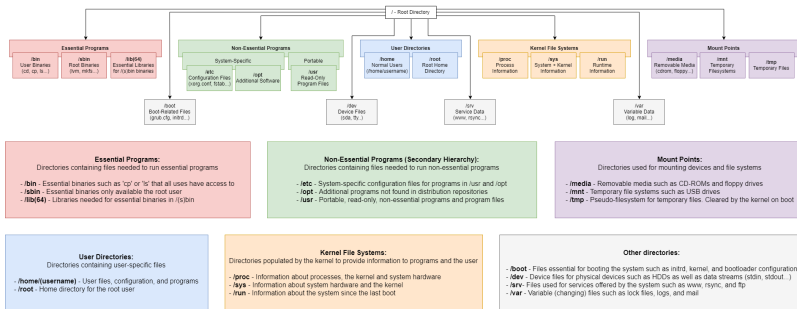 / - Root Directory
Essential Programs
/bin
User Binaries
(cd, cp, ls...)
/sbin
Root Binaries
(lvm, mkfs...)
/lib(64)
Essential Libraries
for /(s)bin binaries
Non-Essential Programs
System-Specific
/etc
Configuration Files
(xorg.conf, fstab...)
/opt
Additional Software
Portable
/usr
Read-Only
Program Files
User Directories
/home
Normal Users
(/home/username)
/root
Root Home
Directory
Kernel File Systems
/proc
Process
Information
/sys
System + Kernel
Information
/run
Runtime
Information
Mount Points
/media
Removable Media
(cdrom, floppy...)
/mnt
Temporary
Filesystems
/tmp
Temporary Files
/boot
Boot-Related Files
(grub.cfg, initrd...)
/dev
Device Files
(sda, tty...)
/srv
Service Data
(www, rsync...)
/var
Variable Data
(log, mail...)
Essential Programs:
Directories containing files needed to run essential programs
- /bin - Essential binaries such as 'cp' or 'ls' that all uses have access to
- /sbin - Essential binaries only available the root user
- /lib(64) - Libraries needed for essential binaries in /(s)bin
Non-Essential Programs (Secondary Hierarchy):
Directories containing files needed to run non-essential programs
- /etc - System-specific configuration files for programs in /usr and /opt
- /opt - Additional programs not found in distribution repositories
- /usr - Portable, read-only, non-essential programs and program files
Mount Points:
Directories used for mounting devices and file systems
- /media - Removable media such as CD-ROMs and floppy drives
- /mnt - Temporary file systems such as USB drives
- /tmp - Pseudo-filesystem for temporary files. Cleared by the kernel on boot
User Directories:
Directories containing user-specific files
- /home/(username) - User files, configuration, and programs
- /root - Home directory for the root user
Kernel File Systems:
Directories populated by the kernel to provide information to programs and the user
- /proc - Information about processes, the kernel and system hardware
- /sys - Information about system hardware and the kernel
- /run - Information about the system since the last boot
Other directories:
- /boot - Files essential for booting the system such as initrd, kernel, and bootloader configuration
- /dev - Device files for physical devices such as HDDs as well as data streams (stdin, stdout...)
- /srv- Files used for services offered by the system such as www, rsync, and ftp
- /var - Variable (changing) files such as lock files, logs, and mail